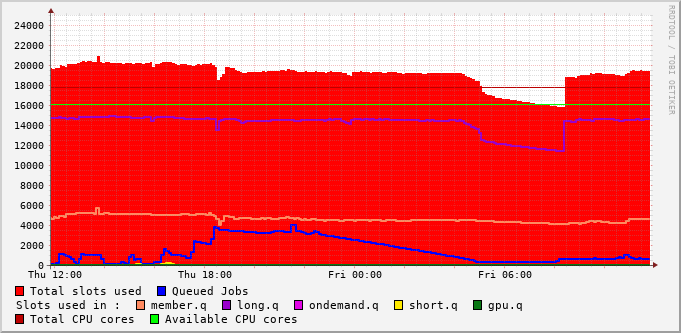 RRDTOOL / TOBI OETIKER
24000
22000
20000
18000
16000
14000
12000
10000
8000
6000
4000
2000
0
Thu 12:00 Thu 18:00 Fri 00:00 Fri 06:00
Total slots used Queued Jobs
Slots used in : member.q long.q ondemand.q short.q gpu.q
Total CPU cores Available CPU cores